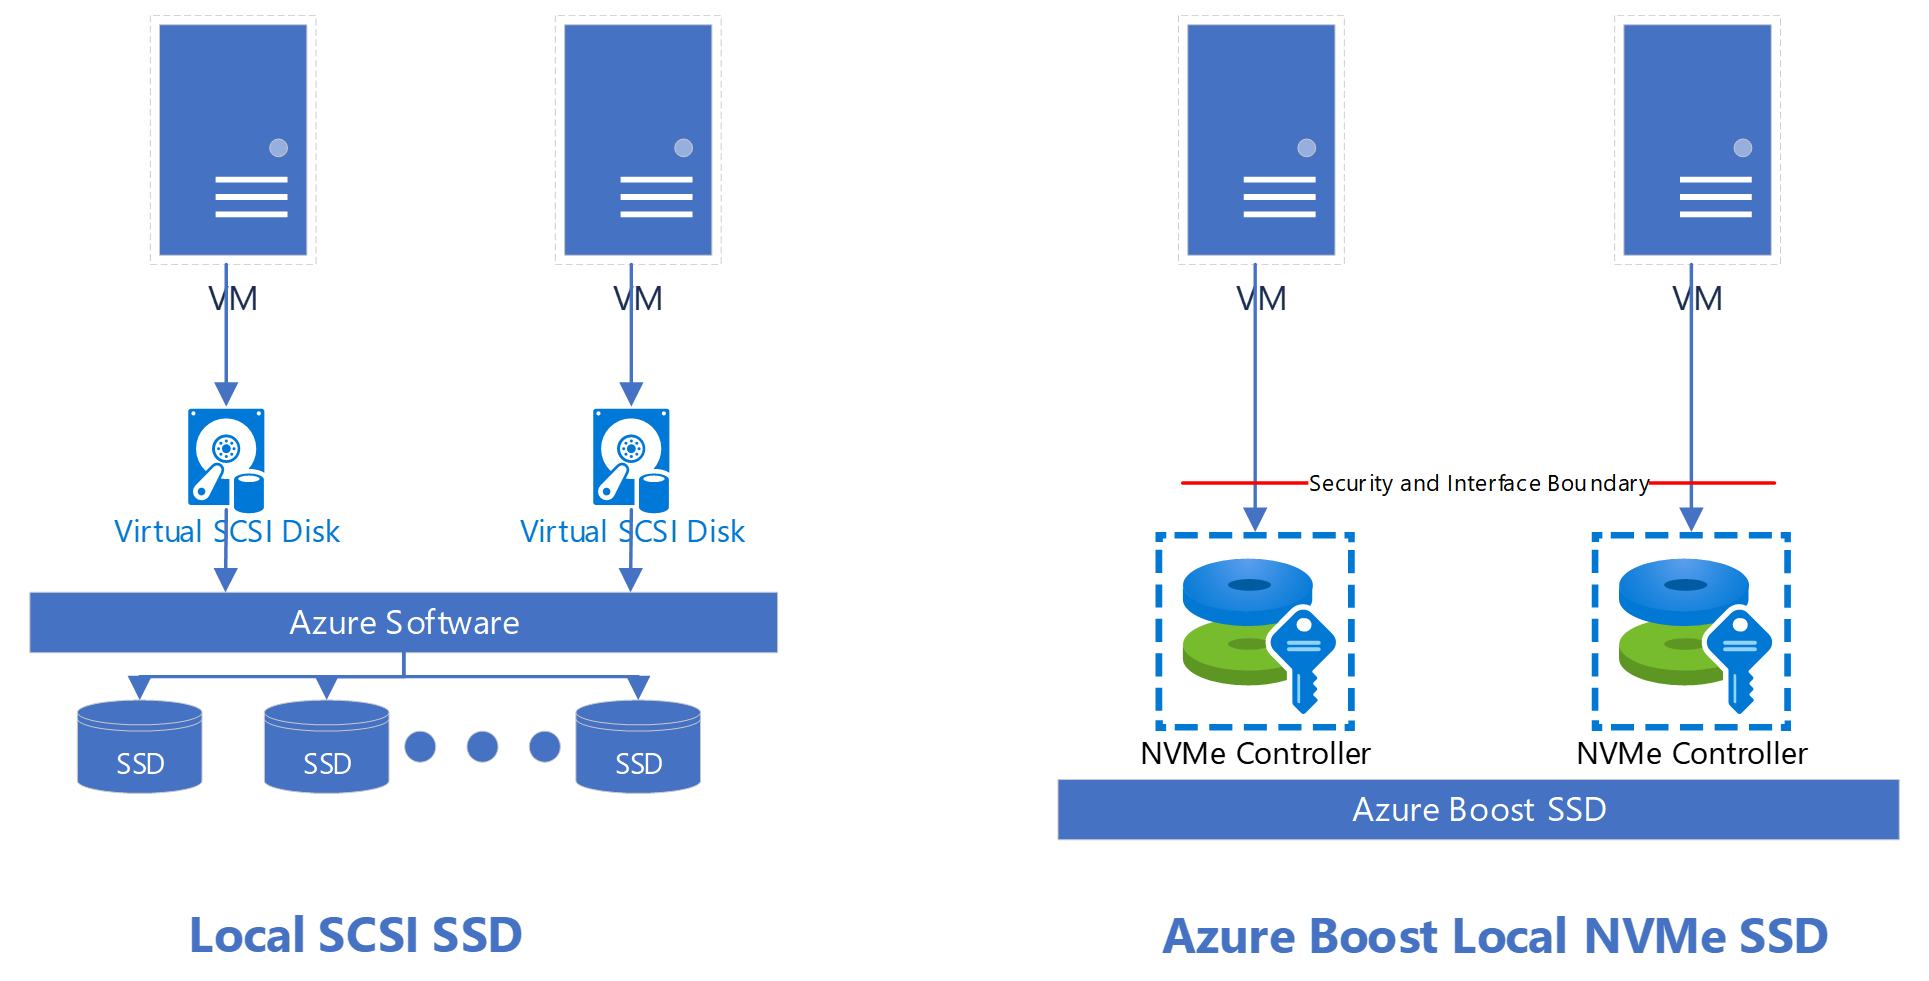 VM
VM
Virtual SCSI Disk
Virtual SCSI Disk
Azure Software
SSD
SSD
SSD
Local SCSI SSD
VM
VM
Security and Interface Boundary
NVMe Controller
NVMe Controller
Azure Boost SSD
Azure Boost Local NVMe SSD